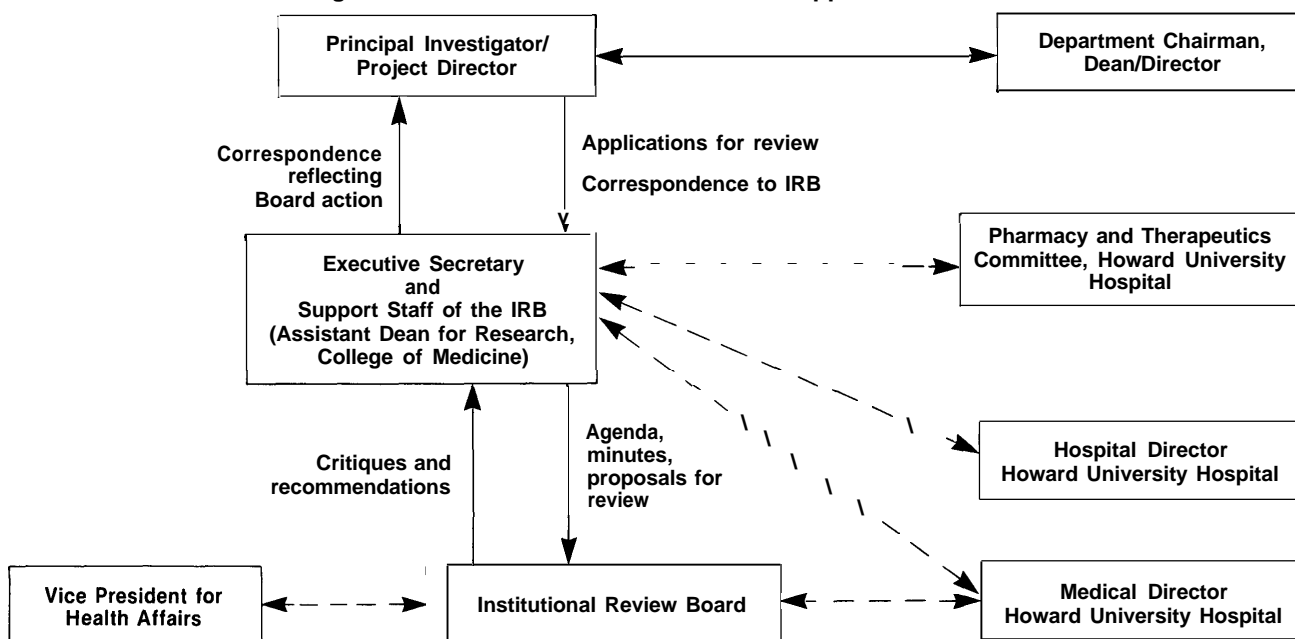 Principal Investigator/
Project Director
Department Chairman,
Dean/Director
Correspondence
reflecting
Board action
Applications for review
Correspondence to IRB
Executive Secretary
and
Support Staff of the IRB
(Assistant Dean for Research,
College of Medicine)
Pharmacy and Therapeutics
Committee, Howard University
Hospital
Critiques and
recommendations
Agenda,
minutes,
proposals for
review
Hospital Director
Howard University Hospital
Vice President for
Health Affairs
Institutional Review Board
Medical Director
Howard University Hospital